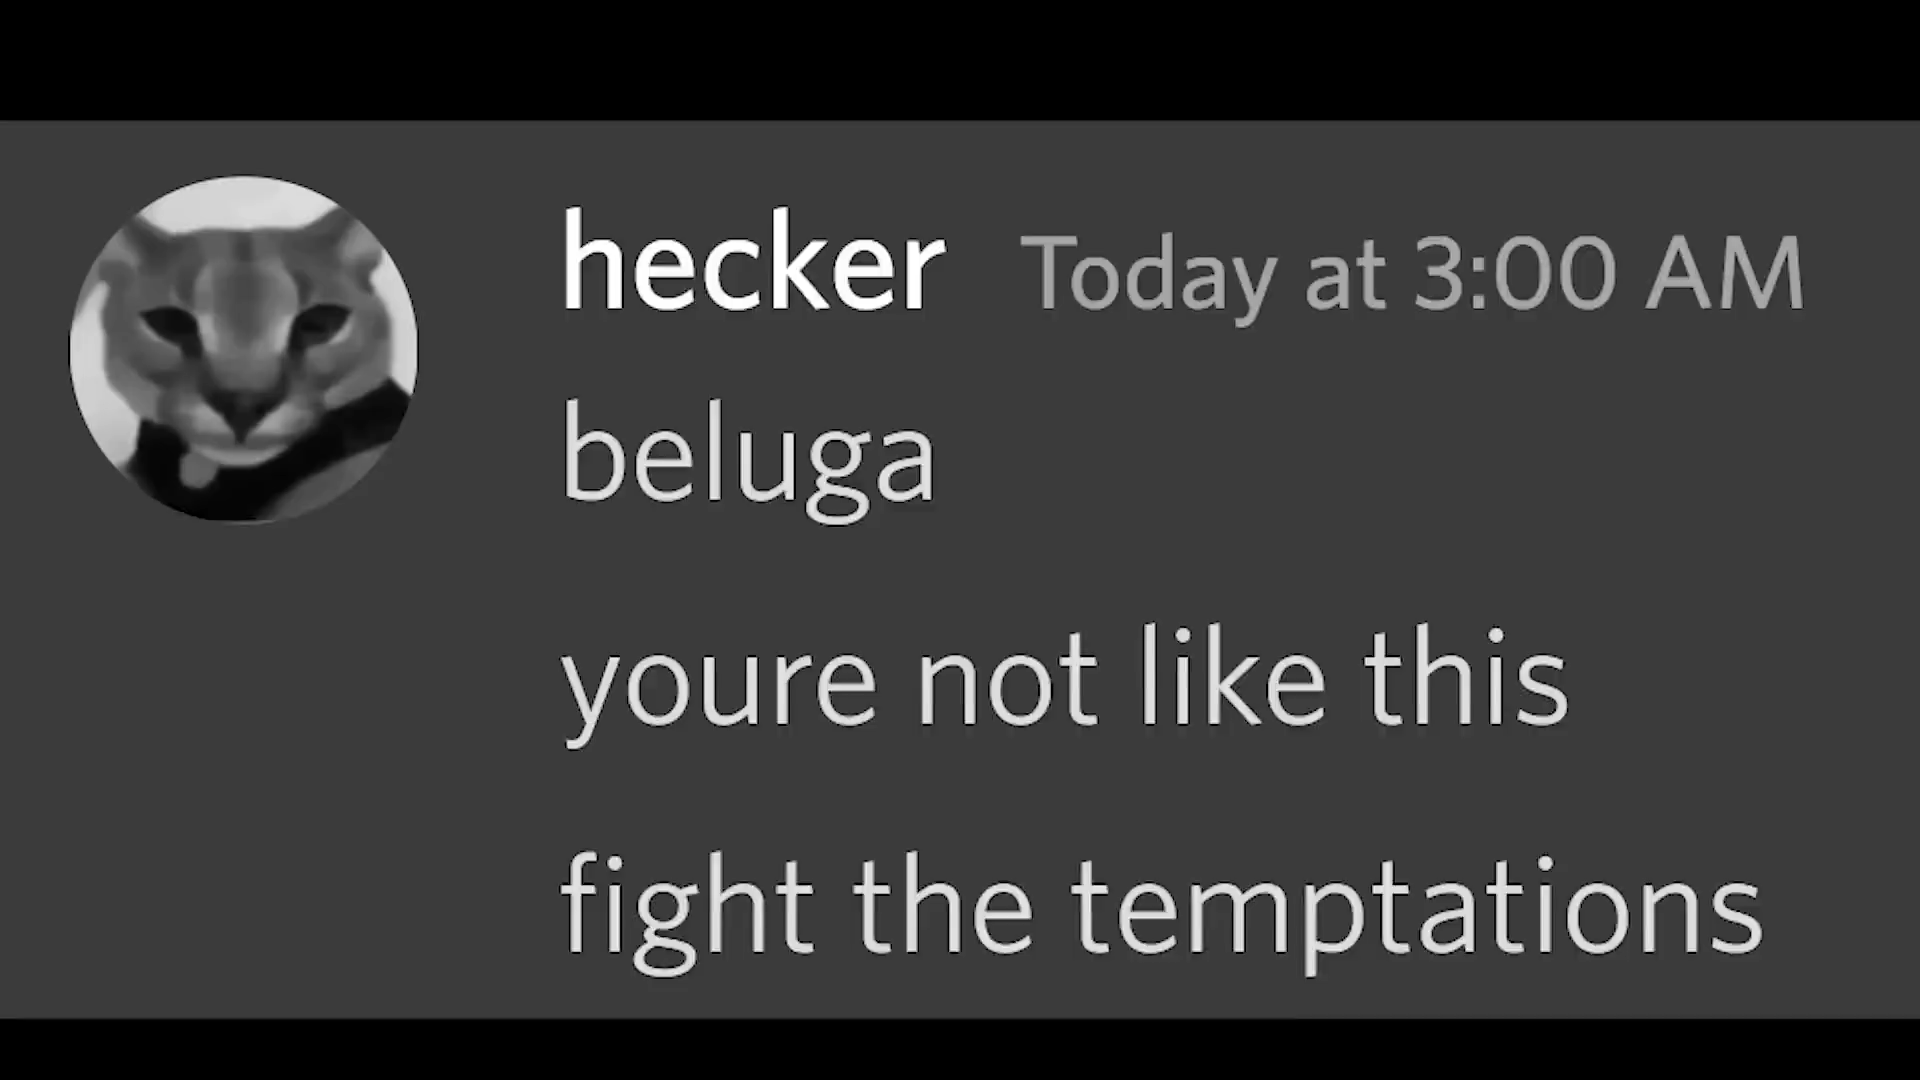 hecker Today at 3:00 AM
beluga
youre not like this
fight the temptations